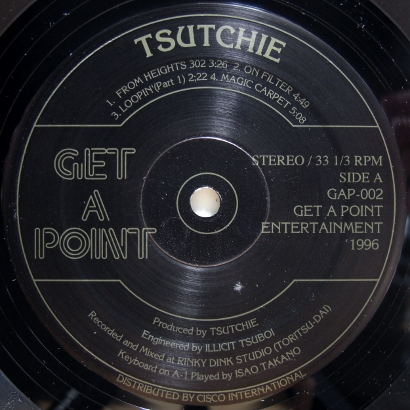 TSUTCHIE
1. FROM HEIGHTS 302 3:26 2. ON FILTER 4:49
3. LOOPIN'(Part 1) 2:22 4. MAGIC CARPET 5:08
GET
A
POINT
STEREO / 33 1/3 RPM
SIDE A
GAP-002
GET A POINT
ENTERTAINMENT
'1996
Produced by TSUTCHIE
Engineered by ILLICIT TSUBOI
Recorded and Mixed at RINKY DINK STUDIO (TORITSU-DAI)
Keyboard on A-1 Played by ISAO TAKANO
DISTRIBUTED BY CISCO INTERNATIONAL